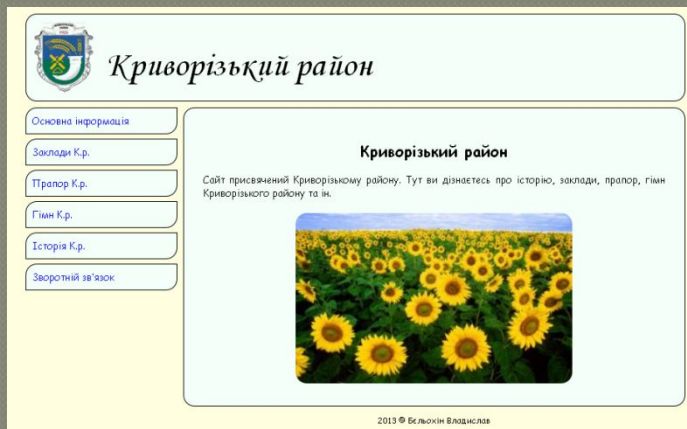 Криворізький район
Основна інформація
Заклади К.р.
Прапор К.р.
Гімн К.р.
Історія К.р.
Зворотній зв'язок
Криворізький район
Сайт присвячений Криворізькому району. Тут ви дізнаєтесь про історію, заклади, прапор, гімн
Криворізького району та ін.
2013 © Бєльохін Владислав